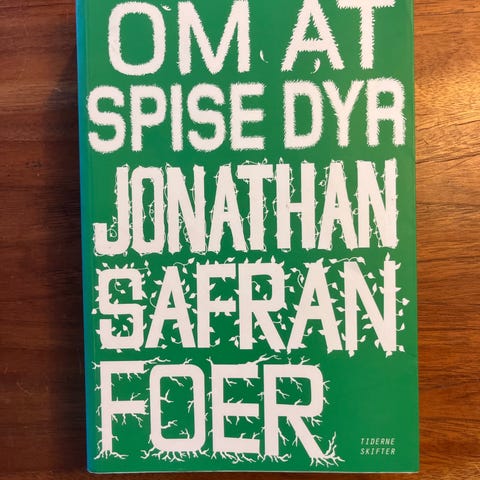 OM AT
SPISE DYR
JONATHAN
SAFRAN
FOER
TIDERNE
SKIFTER